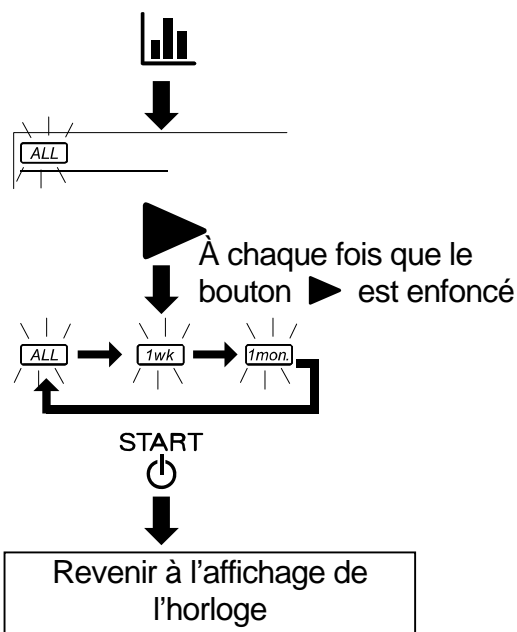 ALL
À chaque fois que le
bouton ▶ est enfoncé
ALL 1wk 1mon.
START
Revenir à l’affichage de
l’horloge